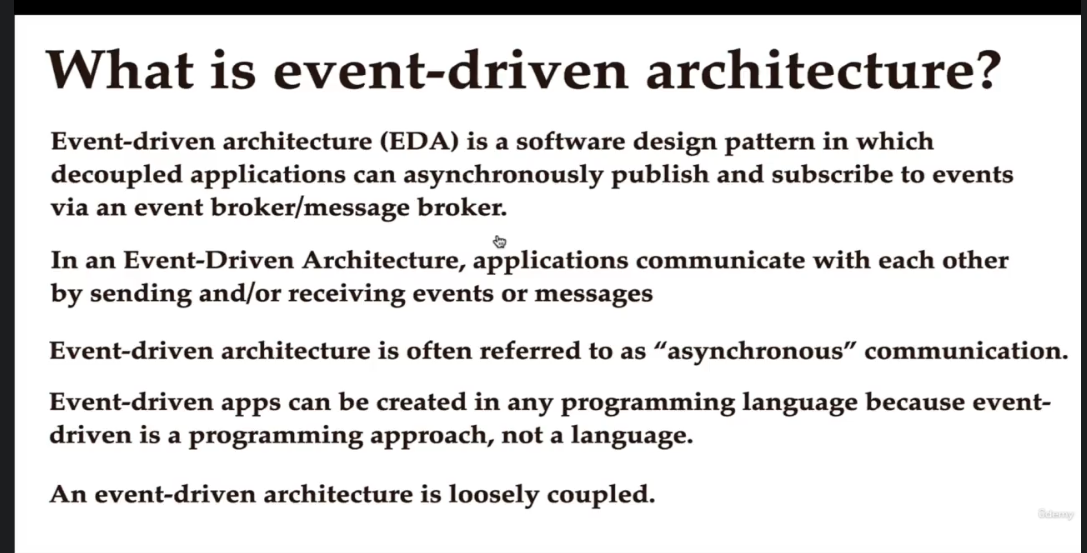 What is event-driven architecture?
Event-driven architecture (EDA) is a software design pattern in which
decoupled applications can asynchronously publish and subscribe to events
via an event broker/message broker.
In an Event-Driven Architecture, applications communicate with each other
by sending and/or receiving events or messages
Event-driven architecture is often referred to as “asynchronous” communication.
Event-driven apps can be created in any programming language because event-
driven is a programming approach, not a language.
An event-driven architecture is loosely coupled.
ûdemy